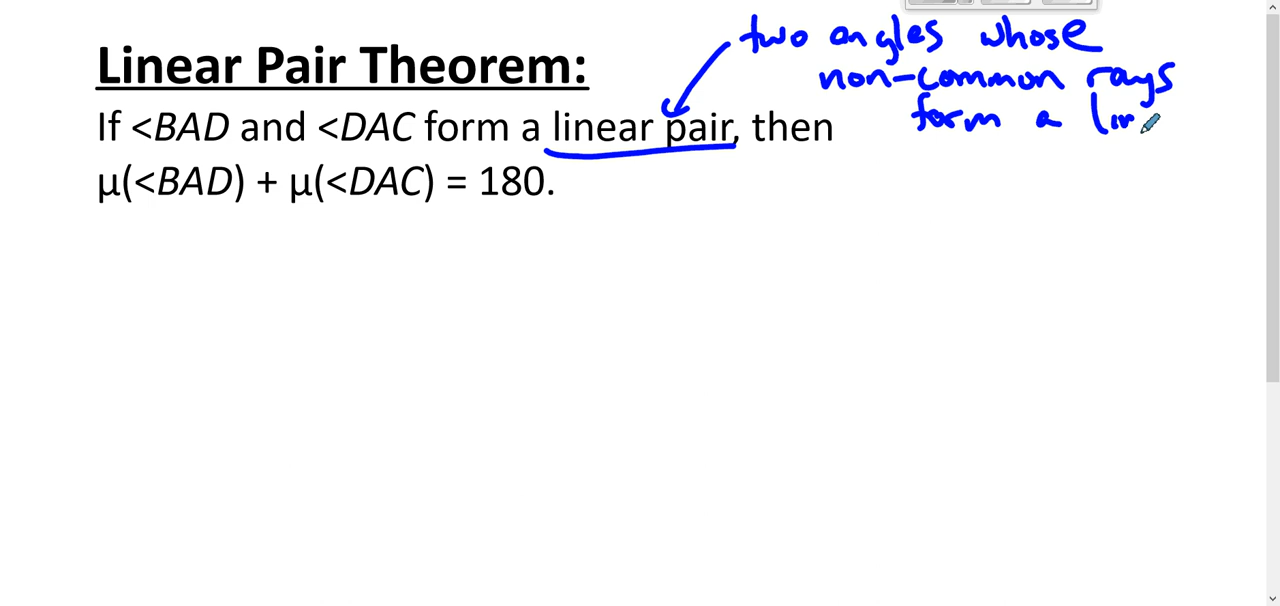 two angles whose
non-common rays
form a
Linear Pair Theorem:
If <BAD and <DAC form a linear pair, then
μ(<BAD) + μ(<DAC) = 180.